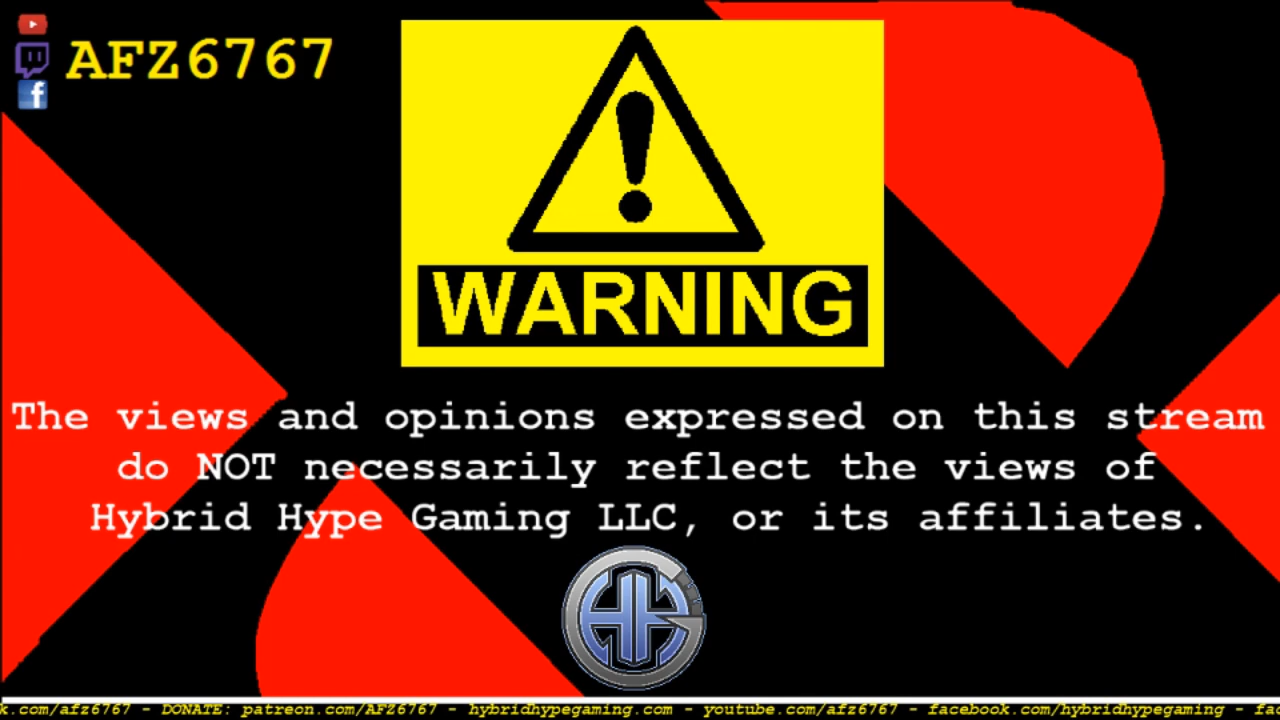 AFZ6767
WARNING
The views and opinions expressed on this stream
do NOT necessarily reflect the views of
Hybrid Hype Gaming LLC, or its affiliates.
k.com/afz6767 - DONATE: patreon.com/AFZ6767 - hybridhypegaming.com - youtube.com/afz6767 - facebook.com/hybridhypegaming - fac